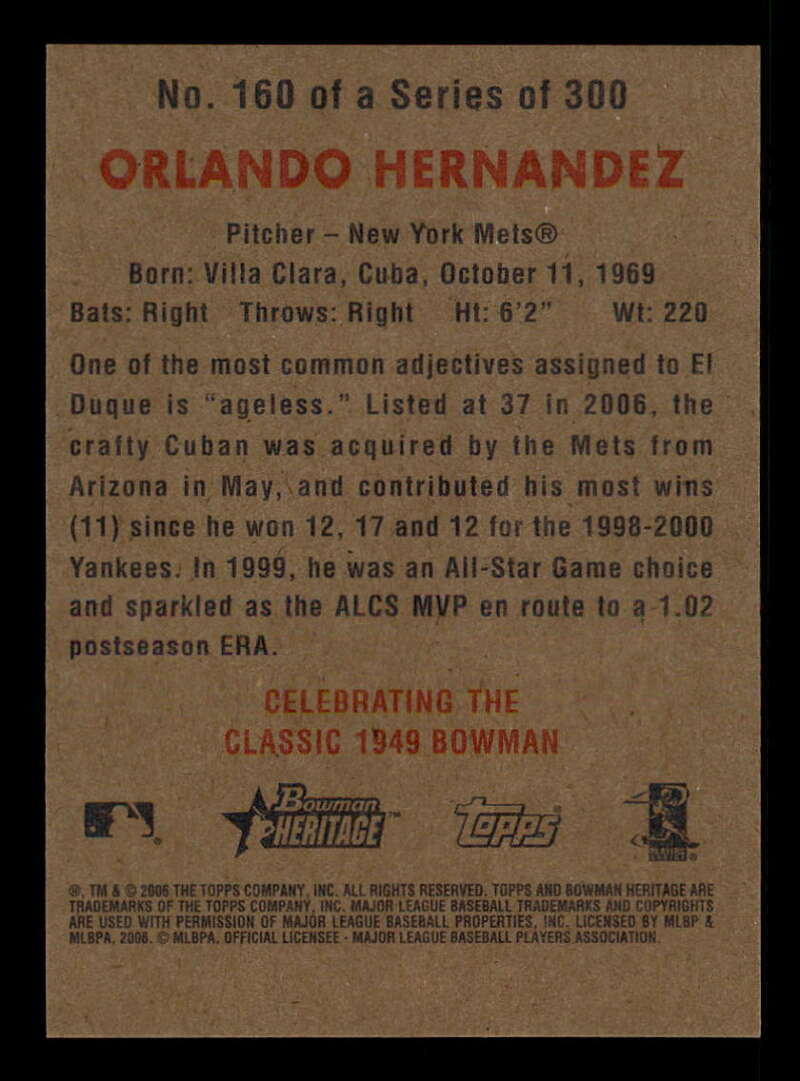 No. 160 of a Series of 300
ORLANDO HERNANDEZ
Pitcher – New York Mets®
Born: Villa Clara, Cuba, October 11, 1969
Bats: Right Throws: Right Ht: 6'2" Wt: 220
One of the most common adjectives assigned to El
Duque is “ageless.” Listed at 37 in 2006, the
crafty Cuban was acquired by the Mets from
Arizona in May, and contributed his most wins
(11) since he won 12, 17 and 12 for the 1998-2000
Yankees. In 1999, he was an All-Star Game choice
and sparkled as the ALCS MVP en route to a 1.02
postseason ERA.
CELEBRATING THE
CLASSIC 1949 BOWMAN
Bowman
HERITAGE™
Topps®
®, TM & © 2006 THE TOPPS COMPANY, INC. ALL RIGHTS RESERVED. TOPPS AND BOWMAN HERITAGE ARE
TRADEMARKS OF THE TOPPS COMPANY, INC. MAJOR LEAGUE BASEBALL TRADEMARKS AND COPYRIGHTS
ARE USED WITH PERMISSION OF MAJOR LEAGUE BASEBALL PROPERTIES, INC. LICENSED BY MLBP &
MLBPA, 2006. © MLBPA. OFFICIAL LICENSEE - MAJOR LEAGUE BASEBALL PLAYERS ASSOCIATION.